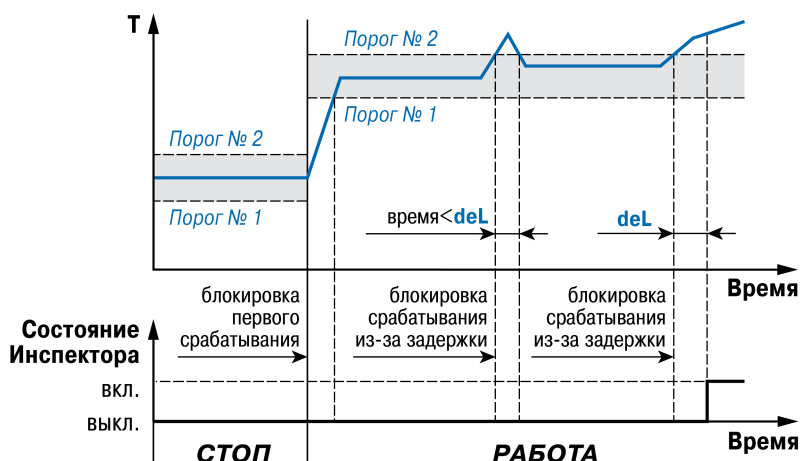 T
Порог № 2
Порог № 1
Порог № 2
Порог № 1
время<deL
deL
Время
блокировка
первого
срабатывания
блокировка
срабатывания
из-за задержки
блокировка
срабатывания
из-за задержки
Состояние
Инспектора
вкл.
выкл.
Время
СТОП
РАБОТА